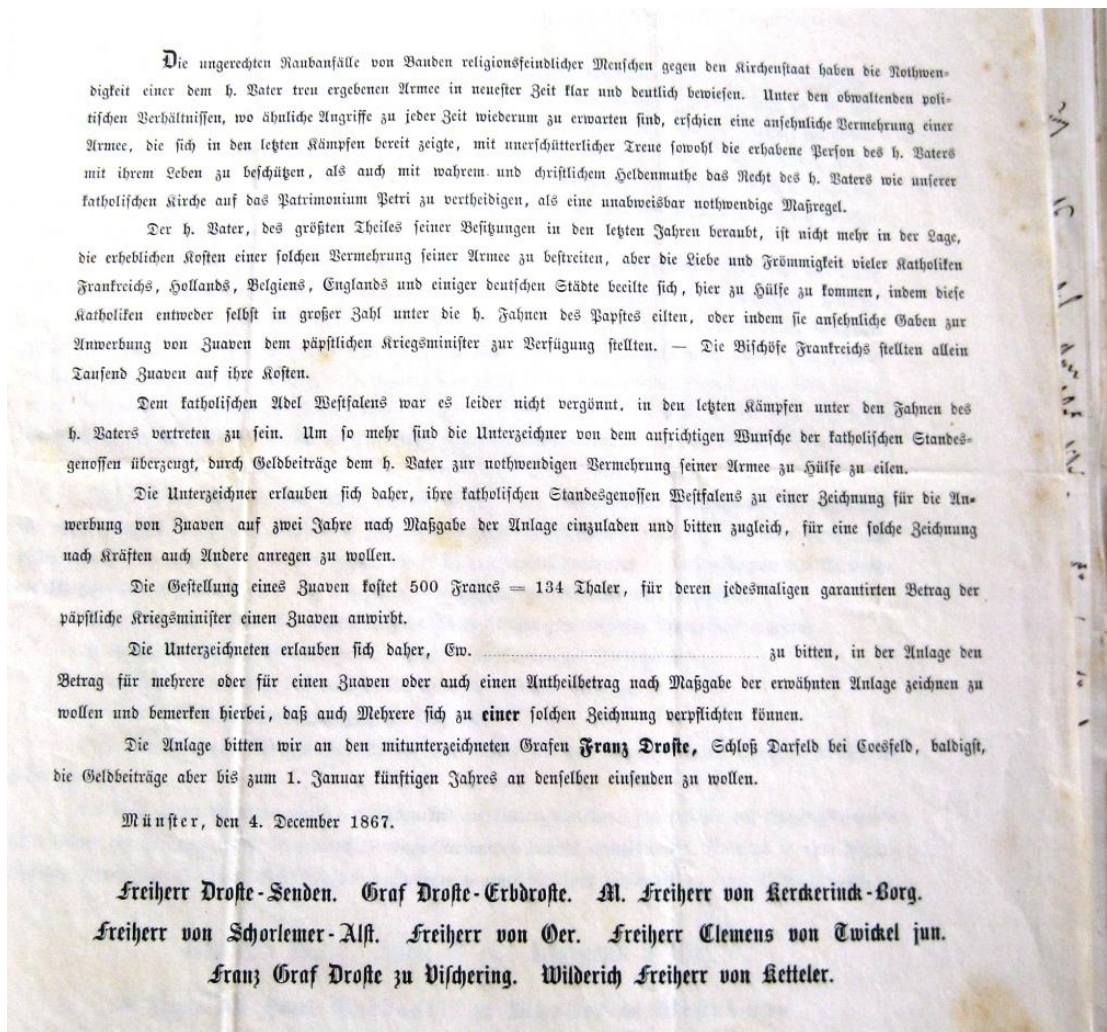 Die ungerechten Raubanfälle von Banden religionsfeindlicher Menschen gegen den Kirchenstaat haben die Nothwen-
digkeit einer dem h. Vater treu ergebenen Armee in neuester Zeit klar und deutlich bewiesen. Unter den obwaltenden poli-
tischen Verhältnissen, wo ähnliche Angriffe zu jeder Zeit wiederum zu erwarten sind, erschien eine ansehnliche Vermehrung einer
Armee, die sich in den letzten Kämpfen bereit zeigte, mit unerschütterlicher Treue sowohl die erhabene Person des h. Vaters
mit ihrem Leben zu beschützen, als auch mit wahrem und christlichem Heldenmuthe das Recht des h. Vaters wie unserer
katholischen Kirche auf das Patrimonium Petri zu vertheidigen, als eine unabweisbar nothwendige Maßregel.
Der h. Vater, des größten Theiles seiner Besitzungen in den letzten Jahren beraubt, ist nicht mehr in der Lage,
die erheblichen Kosten einer solchen Vermehrung seiner Armee zu bestreiten, aber die Liebe und Frömmigkeit vieler Katholiken
Frankreichs, Hollands, Belgiens, Englands und einiger deutschen Städte beeilte sich, hier zu Hülfe zu kommen, indem diese
Katholiken entweder selbst in großer Zahl unter die h. Fahnen des Papstes eilten, oder indem sie ansehnliche Gaben zur
Anwerbung von Zuaven dem päpstlichen Kriegsminister zur Verfügung stellten. — Die Bischöfe Frankreichs stellten allein
Tausend Zuaven auf ihre Kosten.
Dem katholischen Adel Westfalens war es leider nicht vergönnt, in den letzten Kämpfen unter den Fahnen des
h. Vaters vertreten zu sein. Um so mehr sind die Unterzeichner von dem aufrichtigen Wunsche der katholischen Standes-
genossen überzeugt, durch Geldbeiträge dem h. Vater zur nothwendigen Vermehrung seiner Armee zu Hülfe zu eilen.
Die Unterzeichner erlauben sich daher, ihre katholischen Standesgenossen Westfalens zu einer Zeichnung für die An-
werbung von Zuaven auf zwei Jahre nach Maßgabe der Anlage einzuladen und bitten zugleich, für eine solche Zeichnung
nach Kräften auch Andere anregen zu wollen.
Die Gestellung eines Zuaven kostet 500 Francs = 134 Thaler, für deren jedesmaligen garantirten Betrag der
päpstliche Kriegsminister einen Zuaven anwirbt.
Die Unterzeichneten erlauben sich daher, Ew. zu bitten, in der Anlage den
Betrag für mehrere oder für einen Zuaven oder auch einen Antheilbetrag nach Maßgabe der erwähnten Anlage zeichnen zu
wollen und bemerken hierbei, daß auch Mehrere sich zu einer solchen Zeichnung verpflichten können.
Die Anlage bitten wir an den mitunterzeichneten Grafen Franz Droste, Schloß Darfeld bei Coesfeld, baldigst,
die Geldbeiträge aber bis zum 1. Januar künftigen Jahres an denselben einsenden zu wollen.
Münster, den 4. December 1867.
Freiherr Droste-Senden. Graf Droste-Erbdroste. M. Freiherr von Kerckerinck-Borg.
Freiherr von Schorlemer-Alst. Freiherr von Oer. Freiherr Clemens von Twickel jun.
Franz Graf Droste zu Vischering. Wilderich Freiherr von Ketteler.